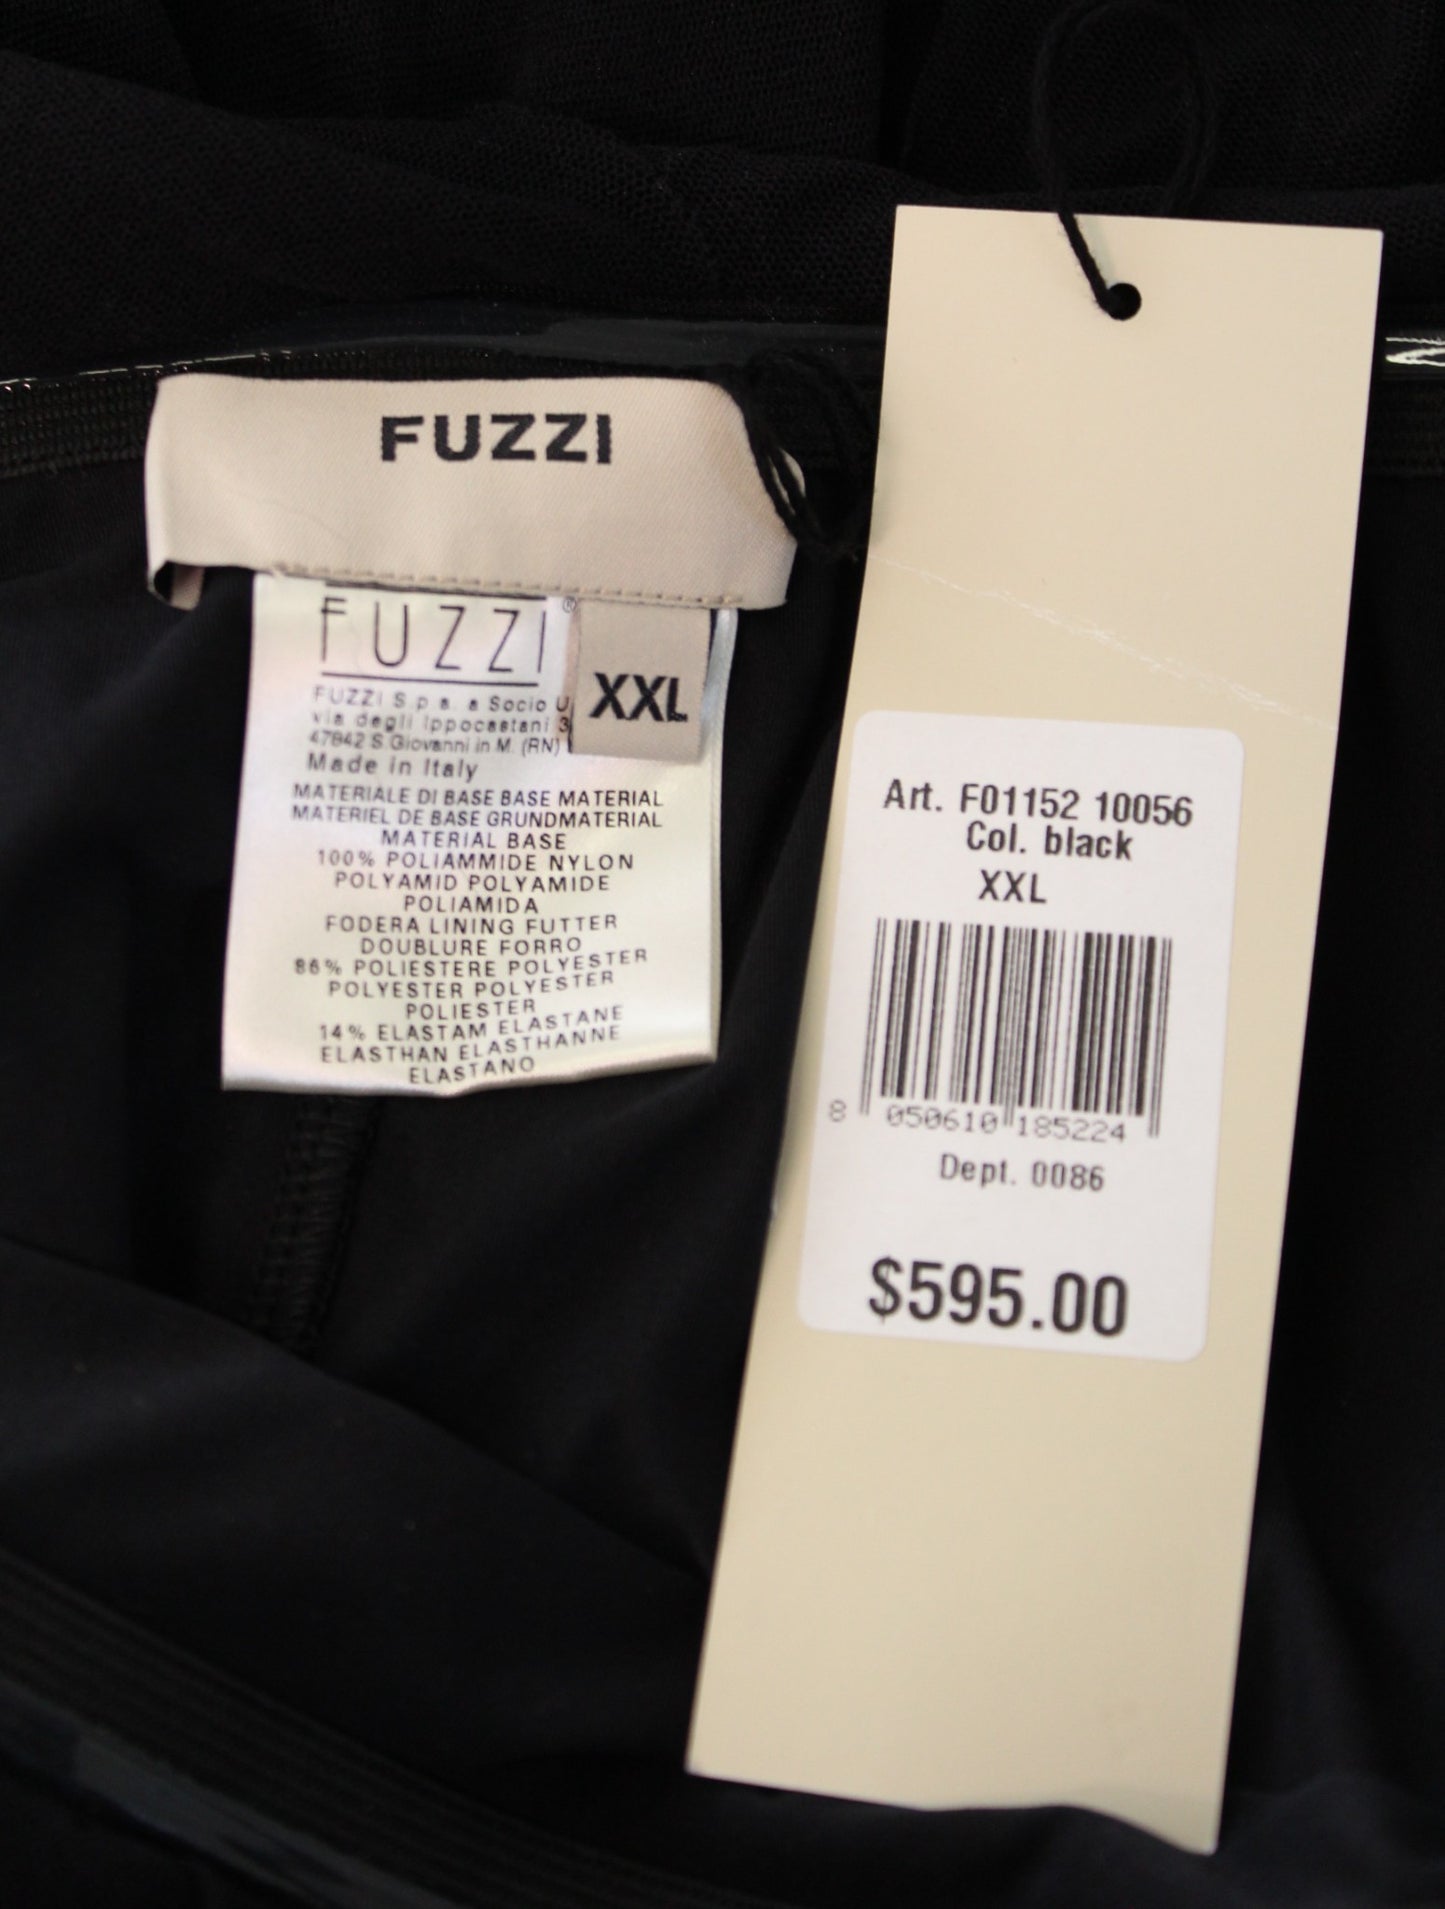 FUZZI
FUZZI ®
XXL
FUZZI S.p.a. a Socio U
via degli Ippocastani 3
47842 S.Giovanni in M. (RN)
Made in Italy
MATERIALE DI BASE BASE MATERIAL
MATERIEL DE BASE GRUNDMATERIAL
MATERIAL BASE
100% POLIAMMIDE NYLON
POLYAMID POLYAMIDE
POLIAMIDA
FODERA LINING FUTTER
DOUBLURE FORRO
86% POLIESTERE POLYESTER
POLYESTER POLYESTER
POLIESTER
14% ELASTAM ELASTANE
ELASTHAN ELASTHANNE
ELASTANO
Art. F01152 10056
Col. black
XXL
8 050610 185224
Dept. 0086
$595.00